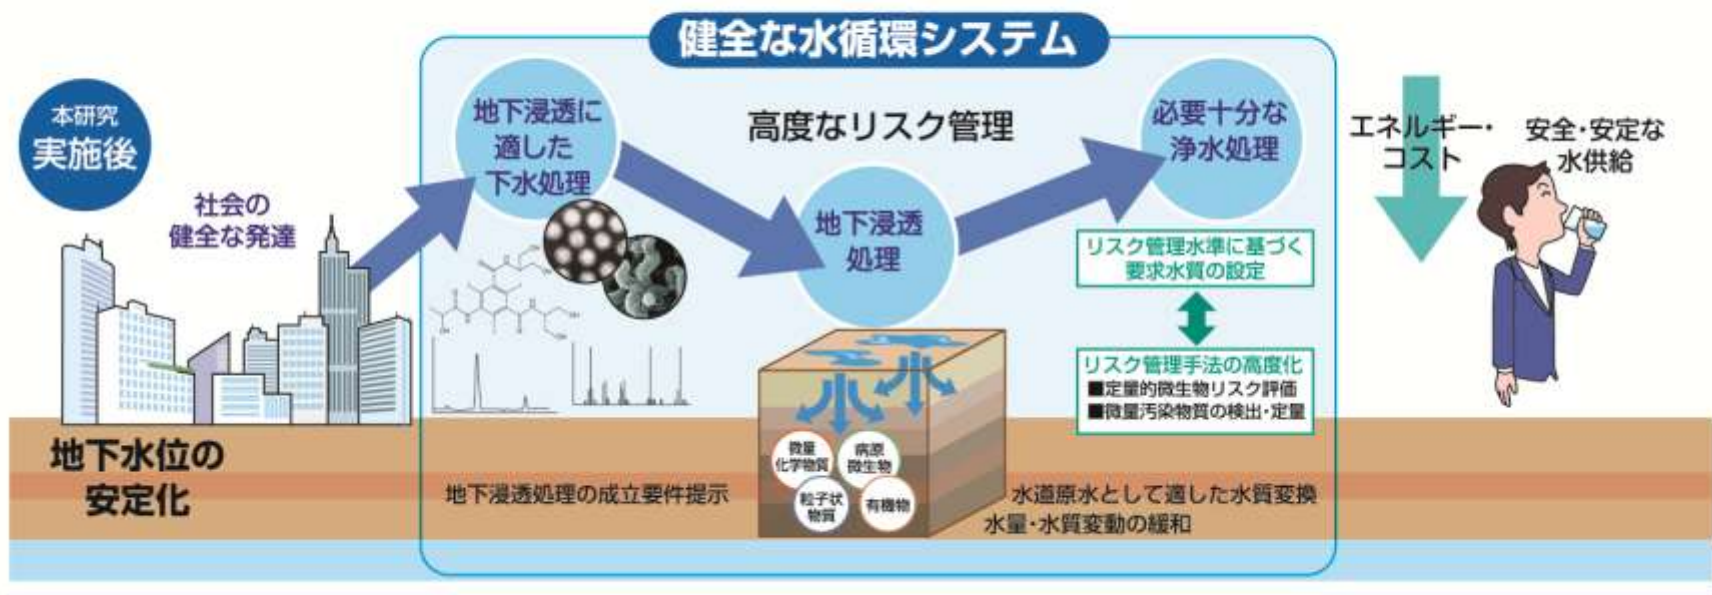 健全な水循環システム
本研究
実施後
社会の
健全な発達
地下浸透に
適した
下水処理
高度なリスク管理
地下浸透
処理
必要十分な
浄水処理
リスク管理水準に基づく
要求水質の設定
リスク管理手法の高度化
■定量的微生物リスク評価
■微量汚染物質の検出・定量
エネルギー・
コスト
安全・安定な
水供給
地下水位の
安定化
地下浸透処理の成立要件提示
微量
化学物質
病原
微生物
粒子状
物質
有機物
水道原水として適した水質変換
水量・水質変動の緩和